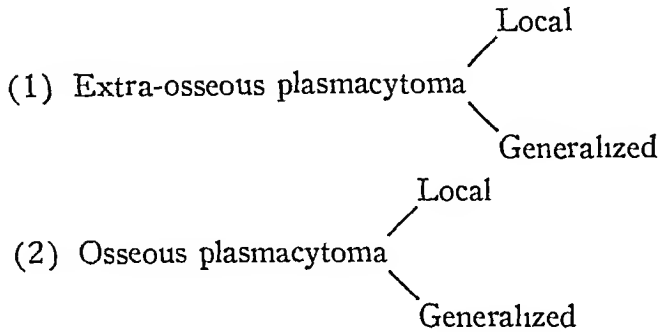 Local
(1) Extra-osseous plasmacytoma
Generalized
Local
(2) Osseous plasmacytoma
Generalized